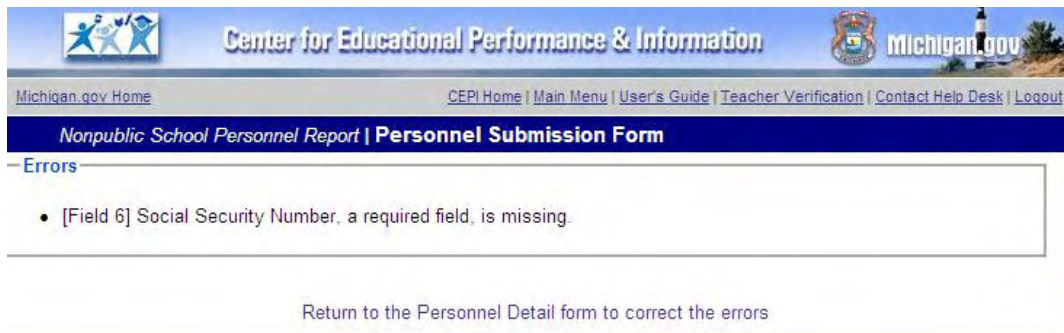 Center for Educational Performance & Information
Michigan.gov
Michigan.gov Home
CEPI Home | Main Menu | User's Guide | Teacher Verification | Contact Help Desk | Logout
Nonpublic School Personnel Report | Personnel Submission Form
Errors
• [Field 6] Social Security Number, a required field, is missing.
Return to the Personnel Detail form to correct the errors